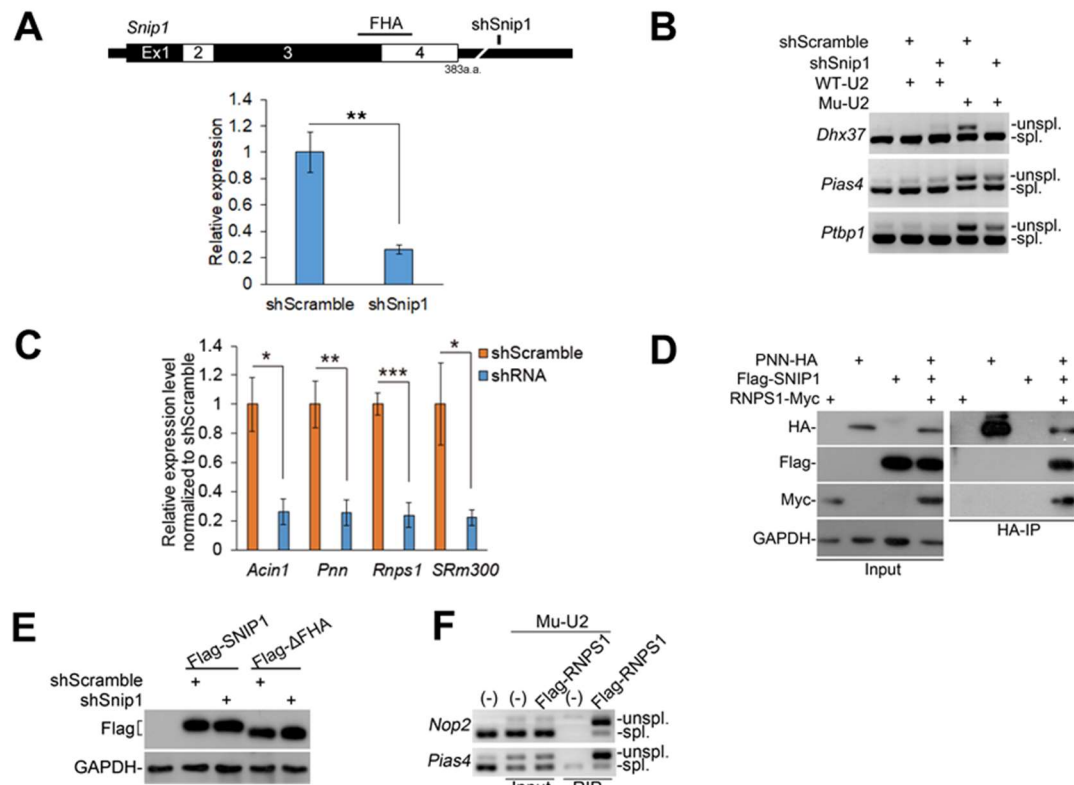 A
Snip1
FHA
shSnip1
Ex1 2 3 4
383a.a.
Relative expression
1.4
1.2
1
0.8
0.6
0.4
0.2
0
**
shScramble shSnip1
B
shScramble + +
shSnip1 + +
WT-U2 + +
Mu-U2 + +
Dhx37 -unspl.
-spl.
Pias4 -unspl.
-spl.
Ptbp1 -unspl.
-spl.
C
Relative expression level
normalized to shScramble
1.4
1.2
1
0.8
0.6
0.4
0.2
0
* ** *** *
shScramble
shRNA
Acin1 Pnn Rnps1 SRm300
D
PNN-HA + + + +
Flag-SNIP1 + + + +
RNPS1-Myc + + + +
HA-
Flag-
Myc-
GAPDH-
Input
HA-IP
E
Flag-SNIP1 Flag-ΔFHA
shScramble + +
shSnip1 + +
Flag[
GAPDH-
F
Mu-U2
(-) (-) Flag-RNPS1 (-) Flag-RNPS1
Nop2 -unspl.
-spl.
Pias4 -unspl.
-spl.
Input RIP